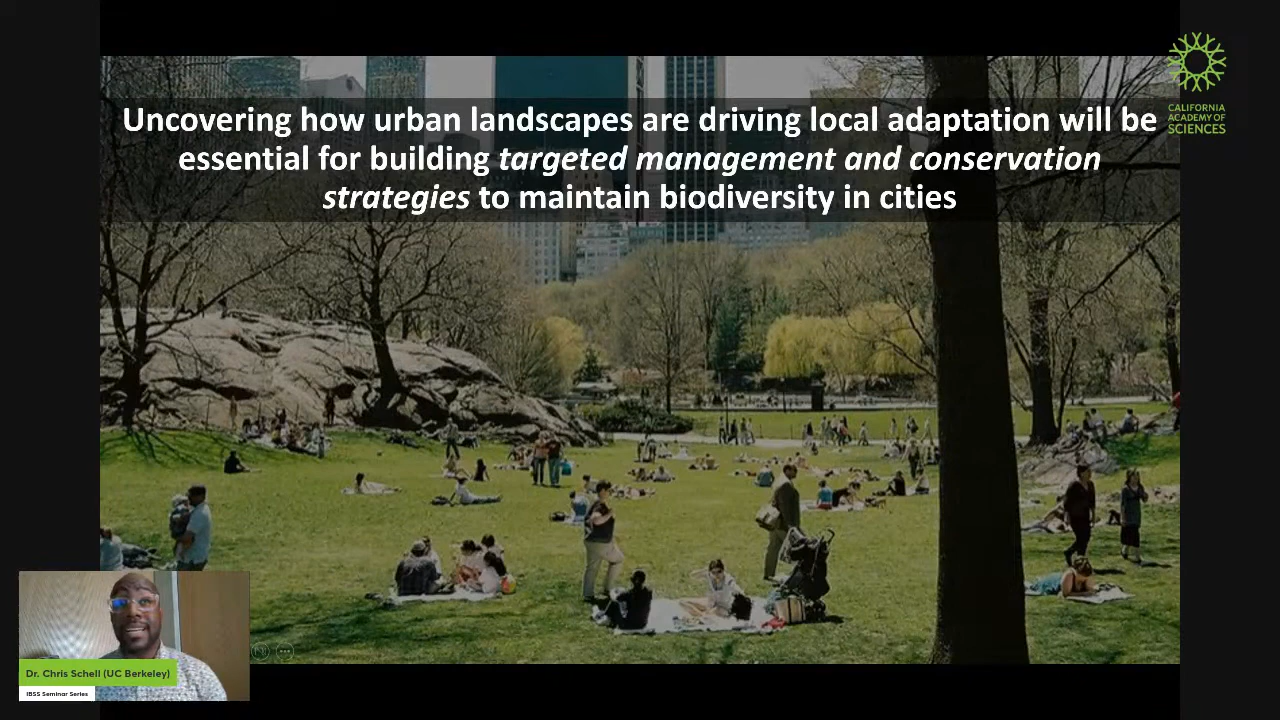 Uncovering how urban landscapes are driving local adaptation will be
essential for building targeted management and conservation
strategies to maintain biodiversity in cities
CALIFORNIA
ACADEMY OF
SCIENCES
Dr. Chris Schell (UC Berkeley)
IBSS Seminar Series